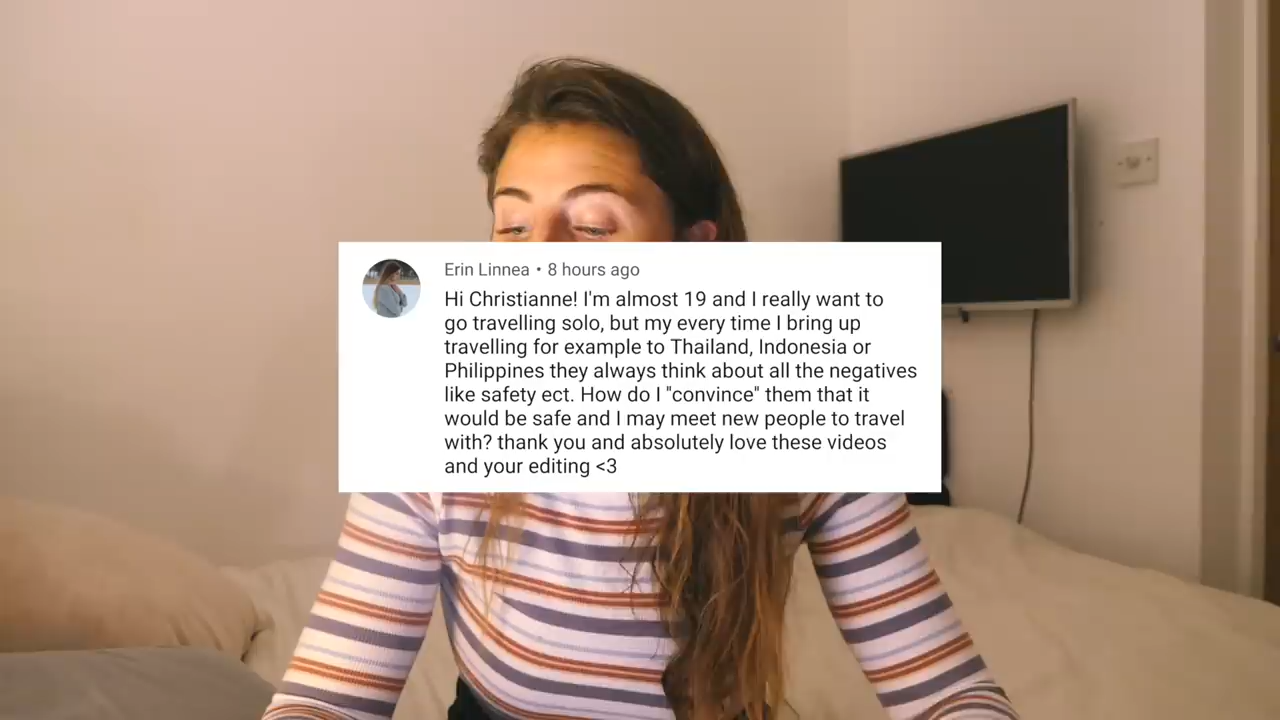 Erin Linnea • 8 hours ago
Hi Christianne! I'm almost 19 and I really want to
go travelling solo, but my every time I bring up
travelling for example to Thailand, Indonesia or
Philippines they always think about all the negatives
like safety ect. How do I "convince" them that it
would be safe and I may meet new people to travel
with? thank you and absolutely love these videos
and your editing <3